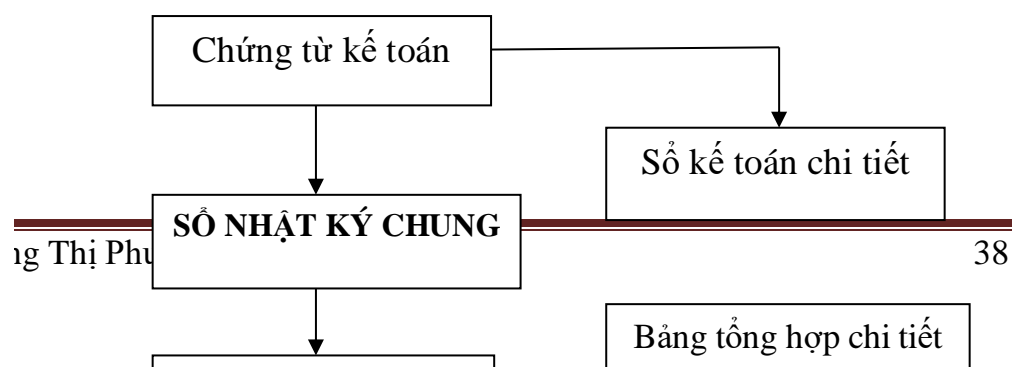 Chứng từ kế toán
Sổ kế toán chi tiết
SỔ NHẬT KÝ CHUNG
Thị
38
Bảng tổng hợp chi tiết